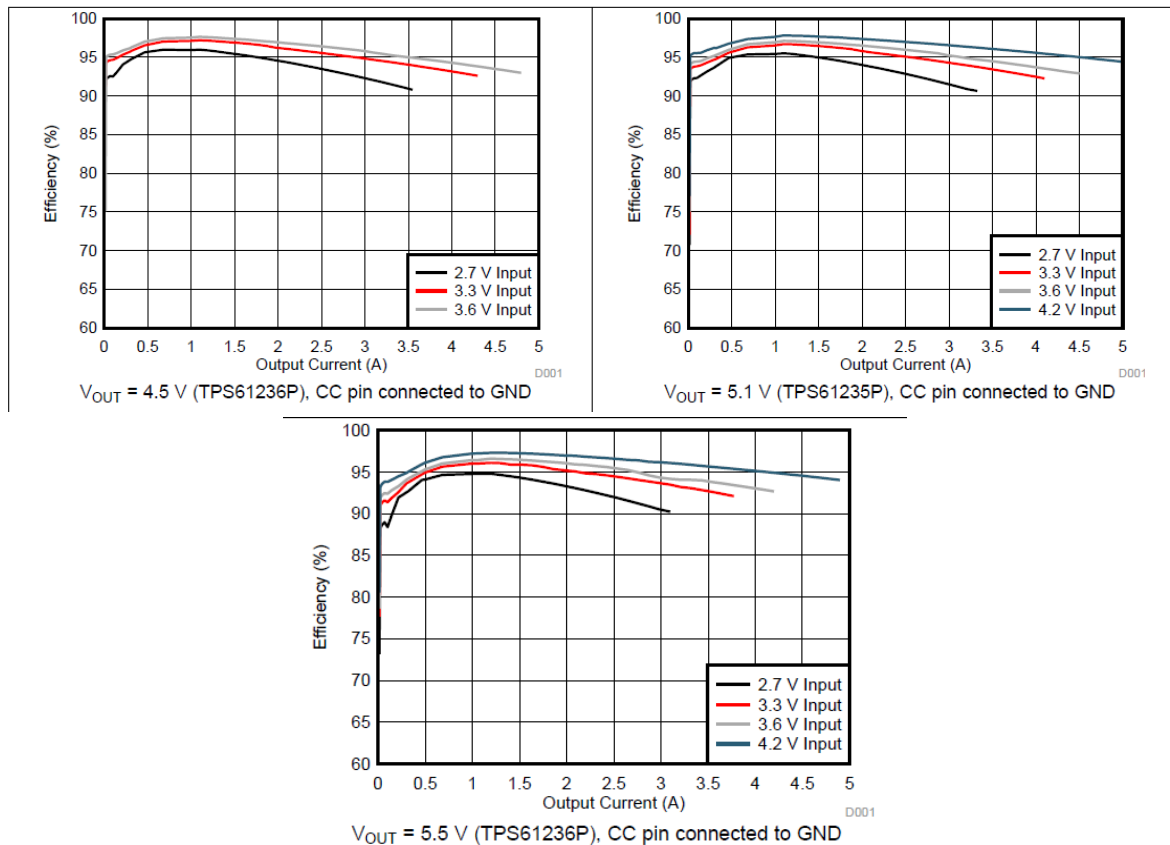 100
95
90
85
80
75
70
65
60
Efficiency (%)
0 0.5 1 1.5 2 2.5 3 3.5 4 4.5 5
Output Current (A)
2.7 V Input
3.3 V Input
3.6 V Input
D001
VOUT = 4.5 V (TPS61236P), CC pin connected to GND
100
95
90
85
80
75
70
65
60
Efficiency (%)
0 0.5 1 1.5 2 2.5 3 3.5 4 4.5 5
Output Current (A)
2.7 V Input
3.3 V Input
3.6 V Input
4.2 V Input
D001
VOUT = 5.1 V (TPS61235P), CC pin connected to GND
100
95
90
85
80
75
70
65
60
Efficiency (%)
0 0.5 1 1.5 2 2.5 3 3.5 4 4.5 5
Output Current (A)
2.7 V Input
3.3 V Input
3.6 V Input
4.2 V Input
D001
VOUT = 5.5 V (TPS61236P), CC pin connected to GND